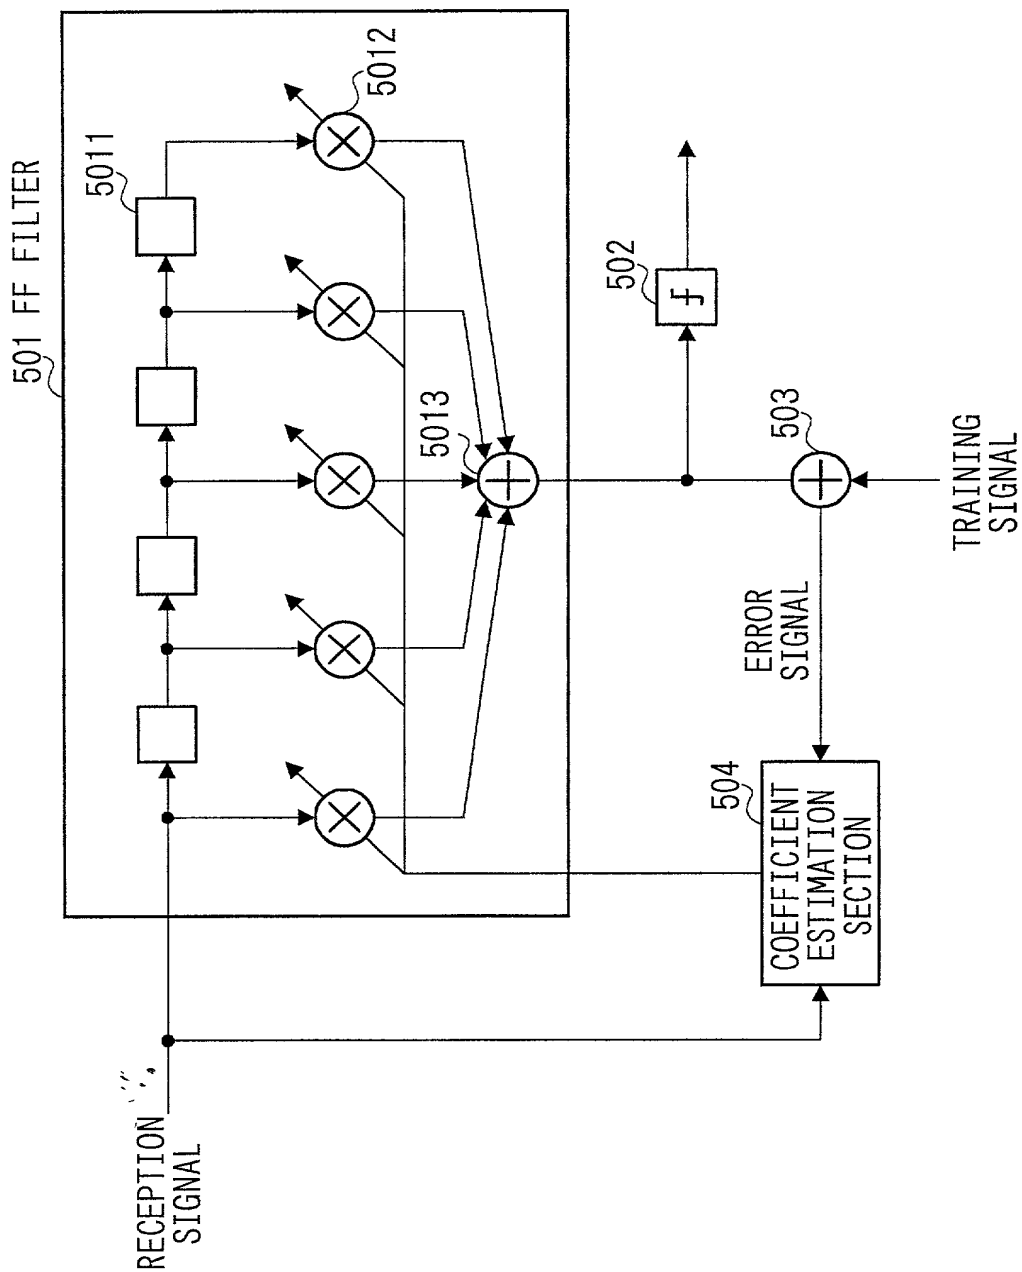 501 FF FILTER
5011
5012
5013
502
503
TRAINING
SIGNAL
ERROR
SIGNAL
504
COEFFICIENT
ESTIMATION
SECTION
RECEPTION
SIGNAL